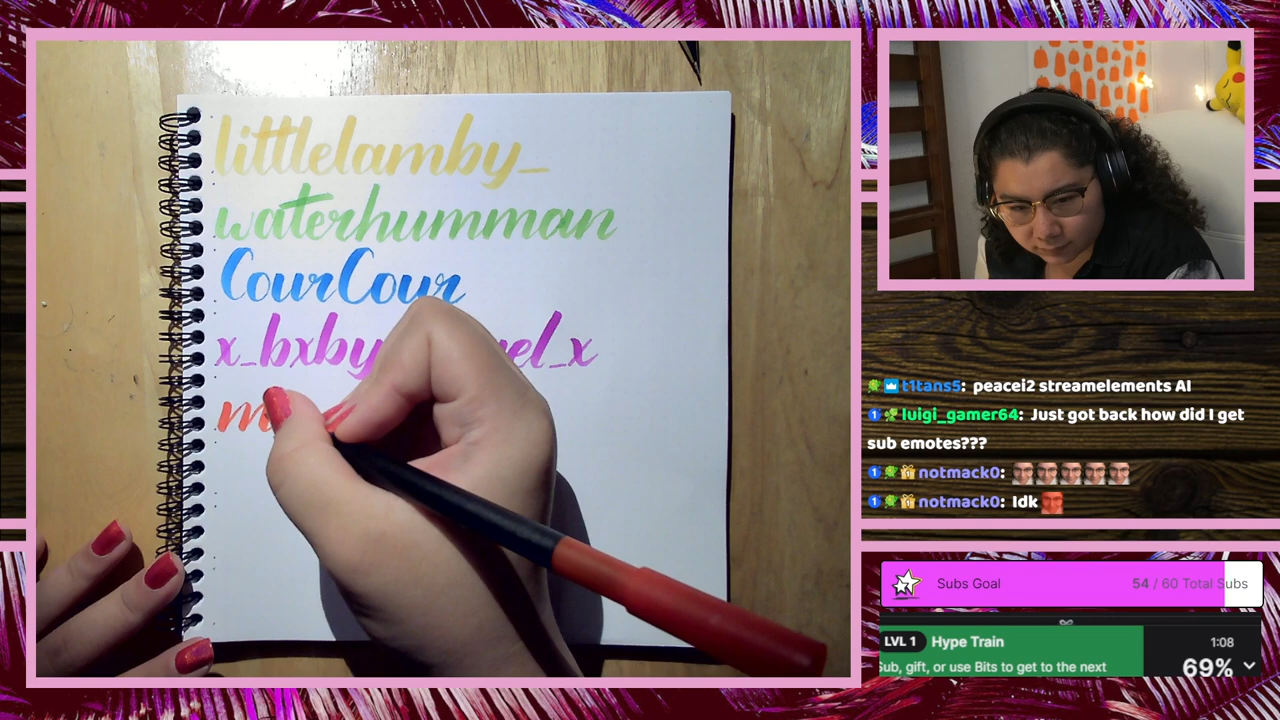 littlelamby_
waterhumman
CourCour
x_bxby
el_x
m
t1tans5: peacei2 streamelements AI
luigi_gamer64: Just got back how did I get
sub emotes???
notmack0:
notmack0: Idk
Subs Goal 54 / 60 Total Subs
LVL 1 Hype Train 1:08
Sub, gift, or use Bits to get to the next
69%